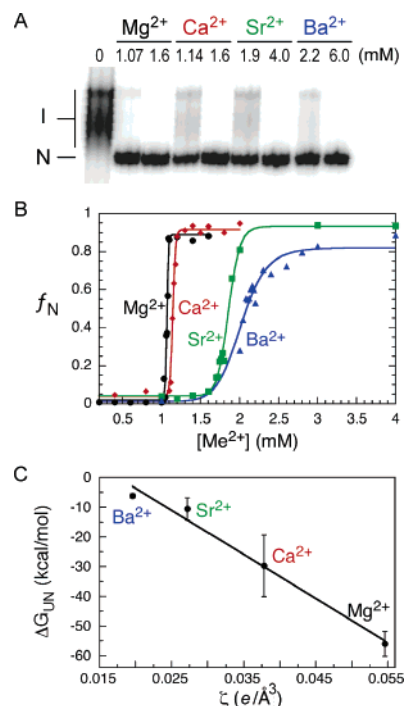 A
Mg²⁺ Ca²⁺ Sr²⁺ Ba²⁺
0 1.07 1.6 1.14 1.6 1.9 4.0 2.2 6.0 (mM)
I
N
B
1
0.8
0.6
0.4
0.2
0
fN
Mg²⁺
Ca²⁺
Sr²⁺
Ba²⁺
0.5 1 1.5 2 2.5 3 3.5 4
[Me²⁺] (mM)
C
0
-10
-20
-30
-40
-50
-60
ΔG_UN (kcal/mol)
Ba²⁺
Sr²⁺
Ca²⁺
Mg²⁺
0.015 0.025 0.035 0.045 0.055
ζ (e/Å³)